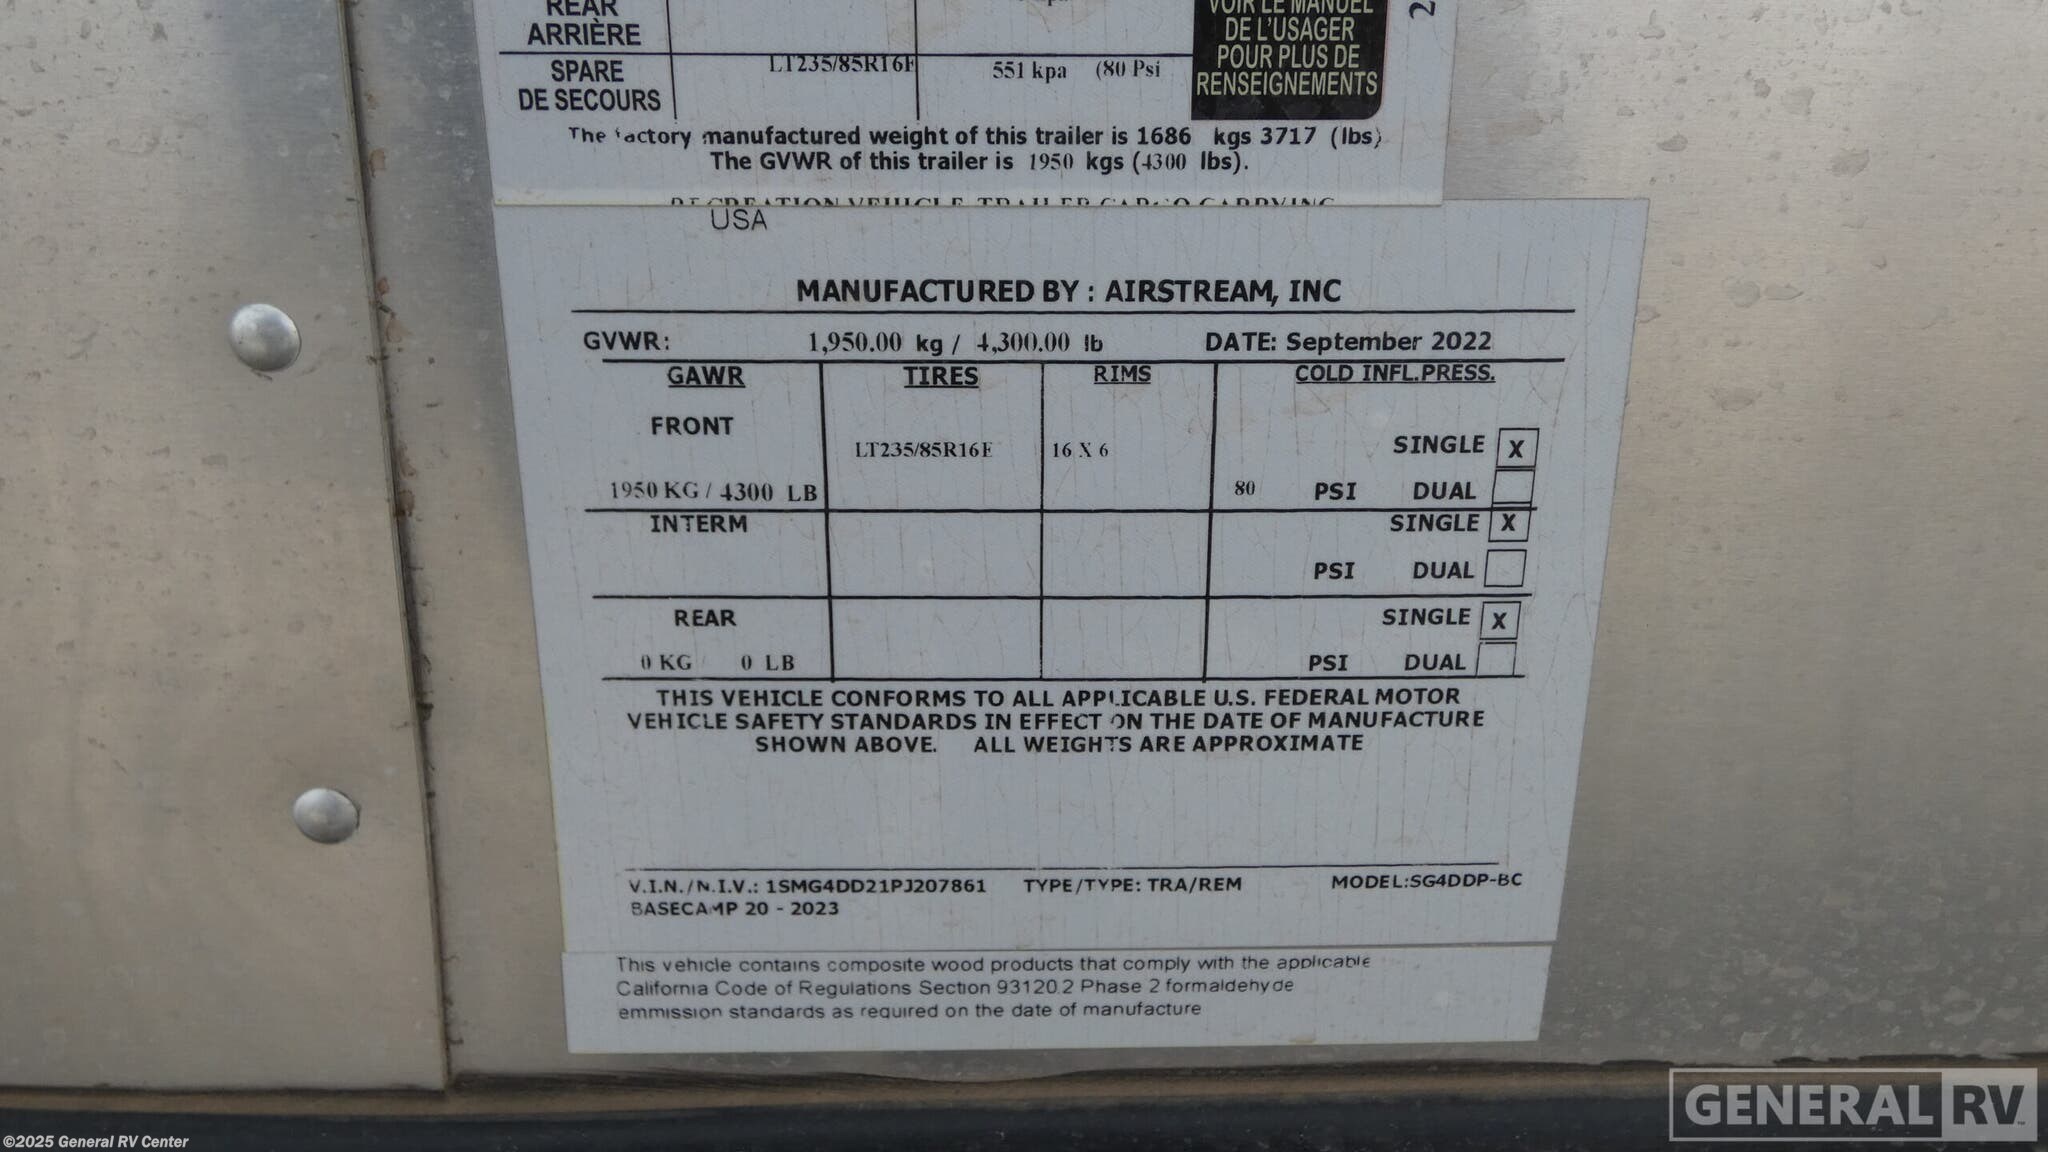 REAR
ARRIÈRE
SPARE
DE SECOURS
LT235/85R16E
551 kpa (80 Psi
VOIR LE MANUEL
DE L'USAGER
POUR PLUS DE
RENSEIGNEMENTS
The factory manufactured weight of this trailer is 1686 kgs 3717 (lbs)
The GVWR of this trailer is 1950 kgs (4300 lbs).
RECREATION VEHICLE TRAILER CARGO CARRYING
USA
MANUFACTURED BY : AIRSTREAM, INC
GVWR: 1,950.00 kg / 4,300.00 lb DATE: September 2022
GAWR TIRES RIMS COLD INFL.PRESS.
FRONT
LT235/85R16E 16 X 6 SINGLE X
1950 KG / 4300 LB 80 PSI DUAL
INTERM SINGLE X
PSI DUAL
REAR SINGLE X
0 KG / 0 LB PSI DUAL
THIS VEHICLE CONFORMS TO ALL APPLICABLE U.S. FEDERAL MOTOR
VEHICLE SAFETY STANDARDS IN EFFECT ON THE DATE OF MANUFACTURE
SHOWN ABOVE. ALL WEIGHTS ARE APPROXIMATE
V.I.N./N.I.V.: 1SMG4DD21PJ207861 TYPE/TYPE: TRA/REM MODEL:SG4DDP-BC
BASECAMP 20 - 2023
This vehicle contains composite wood products that comply with the applicable
California Code of Regulations Section 93120.2 Phase 2 formaldehyde
emmission standards as required on the date of manufacture
GENERAL RV
©2025 General RV Center